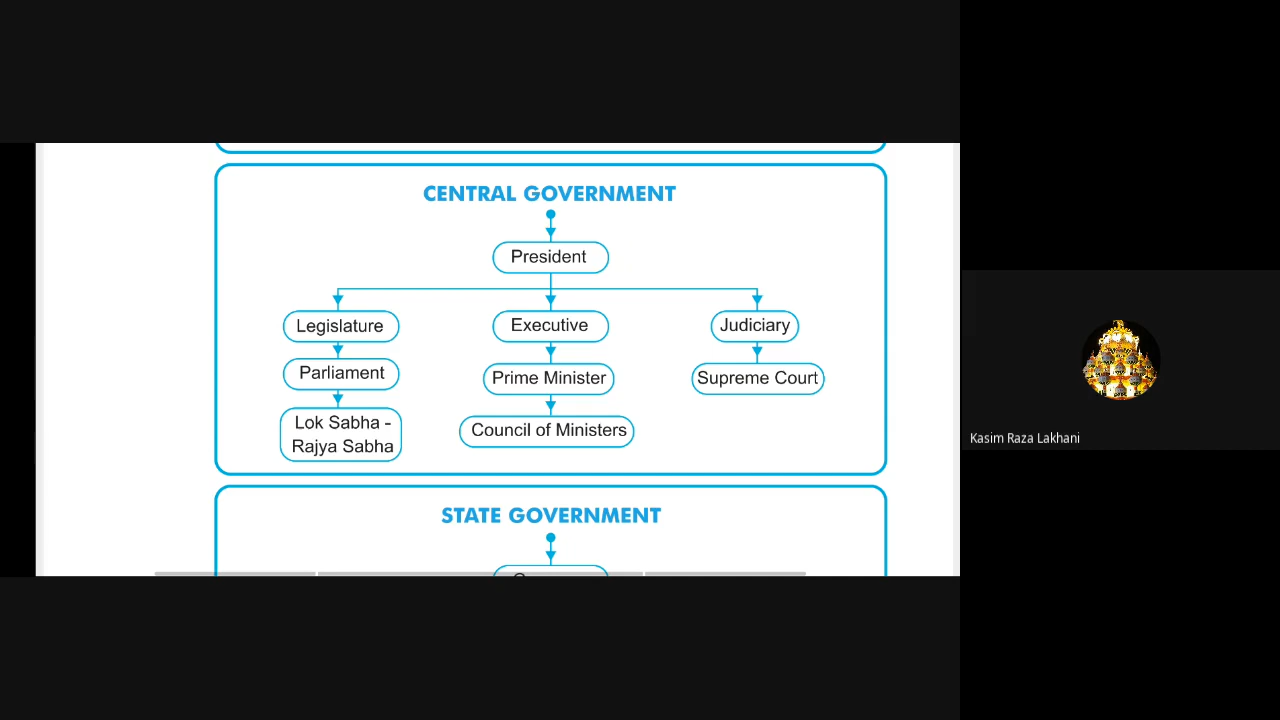 CENTRAL GOVERNMENT
President
Legislature
Executive
Judiciary
Parliament
Prime Minister
Supreme Court
Lok Sabha -
Rajya Sabha
Council of Ministers
STATE GOVERNMENT
Kasim Raza Lakhani